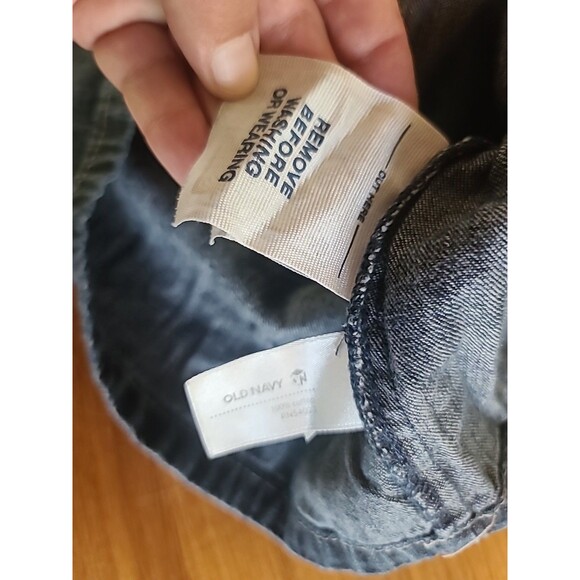 REMOVE
BEFORE
WASHING
OR WEARING
CUT HERE
OLD NAVY